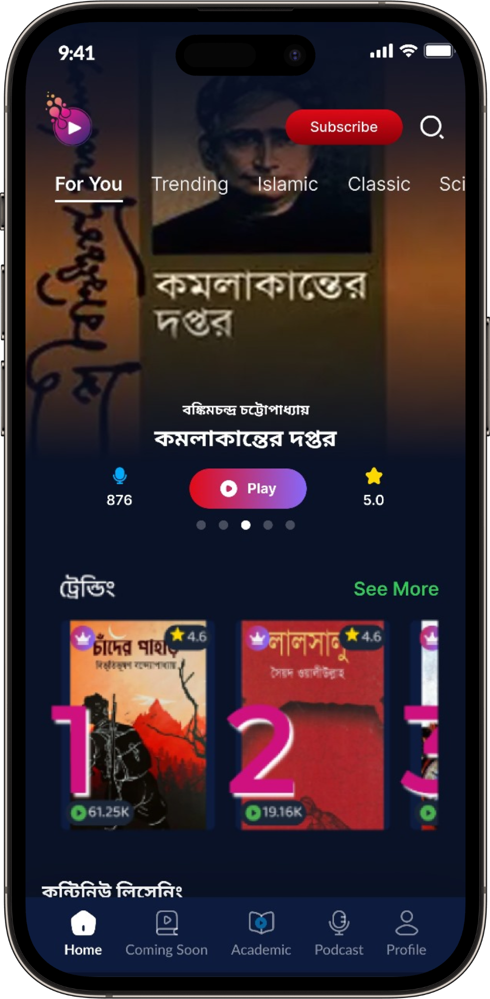 9:41
Subscribe
For You Trending Islamic Classic Sci
কমলাকান্তের
দপ্তর
বঙ্কিমচন্দ্র চট্টোপাধ্যায়
কমলাকান্তের দপ্তর
876 Play 5.0
ট্রেন্ডিং See More
4.6 4.6
চাঁদের পাহাড় লালসালু
বিভূতিভূষণ বন্দ্যোপাধ্যায় সৈয়দ ওয়ালীউল্লাহ
1 2 3
61.25K 19.16K
কন্টিনিউ লিসেনিং
Home Coming Soon Academic Podcast Profile